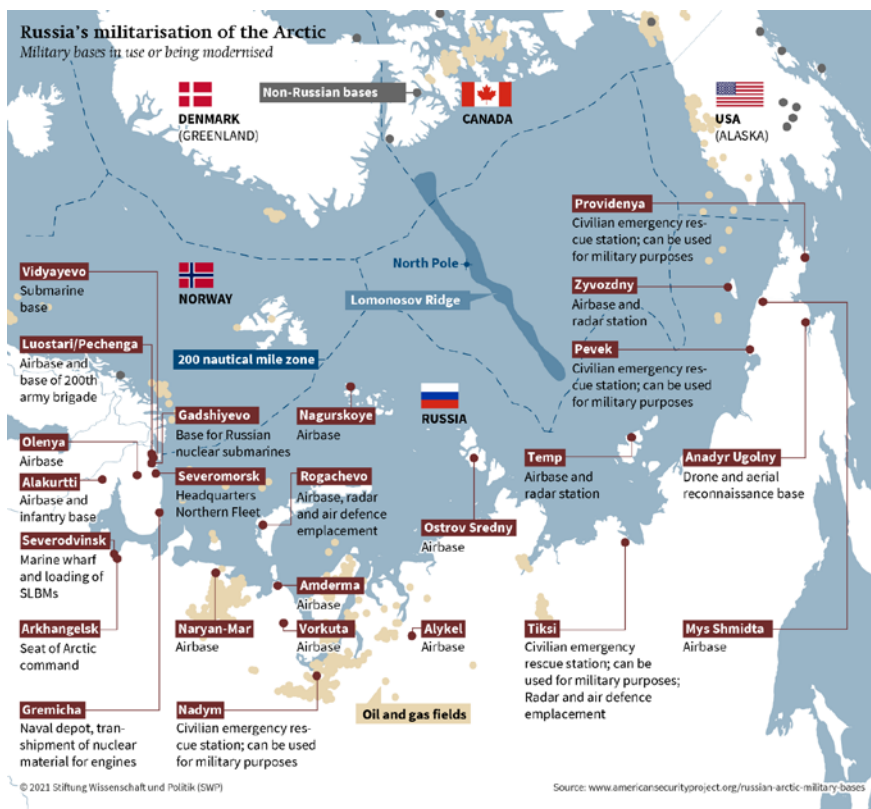 Russia's militarisation of the Arctic
Military bases in use or being modernised
Non-Russian bases
DENMARK
(GREENLAND)
CANADA
USA
(ALASKA)
Providenya
Civilian emergency res-
cue station; can be used
for military purposes
North Pole
Vidyayevo
Submarine
base
NORWAY
Lomonosov Ridge
Zyvozdny
Airbase and
radar station
Luostari/Pechenga
Airbase and
base of 200th
army brigade
200 nautical mile zone
Pevek
Civilian emergency res-
cue station; can be used
for military purposes
RUSSIA
Gadshiyevo
Base for Russian
nuclear submarines
Nagurskoye
Airbase
Olenya
Airbase
Alakurtti
Airbase and
infantry base
Severomorsk
Headquarters
Northern Fleet
Rogachevo
Airbase, radar
and air defence
emplacement
Temp
Airbase and
radar station
Anadyr Ugolny
Drone and aerial
reconnaissance base
Ostrov Sredny
Airbase
Severodvinsk
Marine wharf
and loading of
SLBMs
Amderma
Airbase
Arkhangelsk
Seat of Arctic
command
Naryan-Mar
Airbase
Vorkuta
Airbase
Alykel
Airbase
Tiksi
Civilian emergency
rescue station; can be
used for military purposes;
Radar and air defence
emplacement
Mys Shmidta
Airbase
Gremicha
Naval depot, tran-
shipment of nuclear
material for engines
Nadym
Civilian emergency res-
cue station; can be used
for military purposes
Oil and gas fields
© 2021 Stiftung Wissenschaft und Politik (SWP)
Source: www.americansecurityproject.org/russian-arctic-military-bases